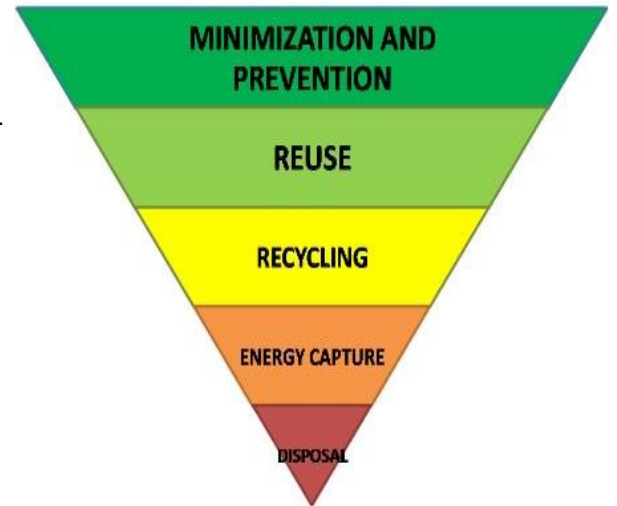 MINIMIZATION AND
PREVENTION
REUSE
RECYCLING
ENERGY CAPTURE
DISPOSAL